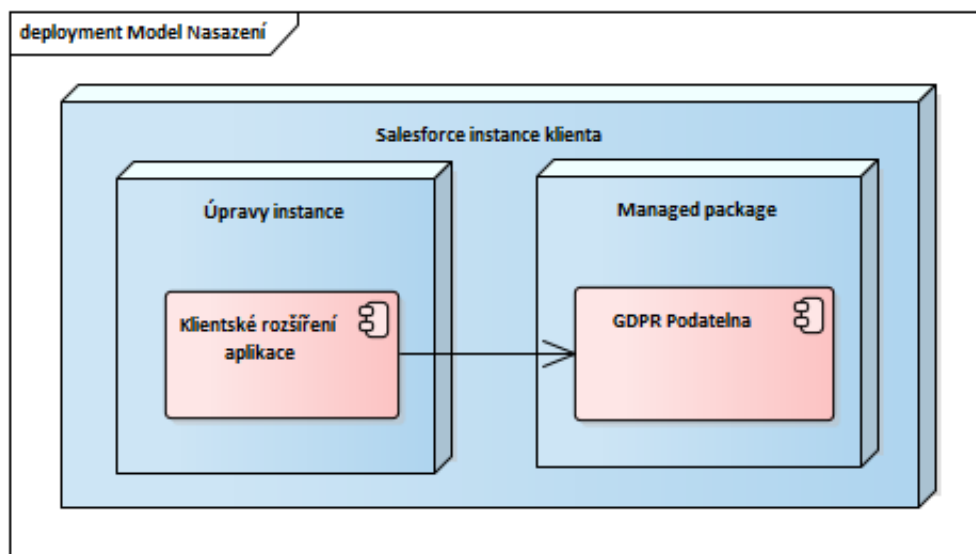 deployment Model Nasazení
Salesforce instance klienta
Úpravy instance
Managed package
Klientské rozšíření
aplikace
GDPR Podatelna